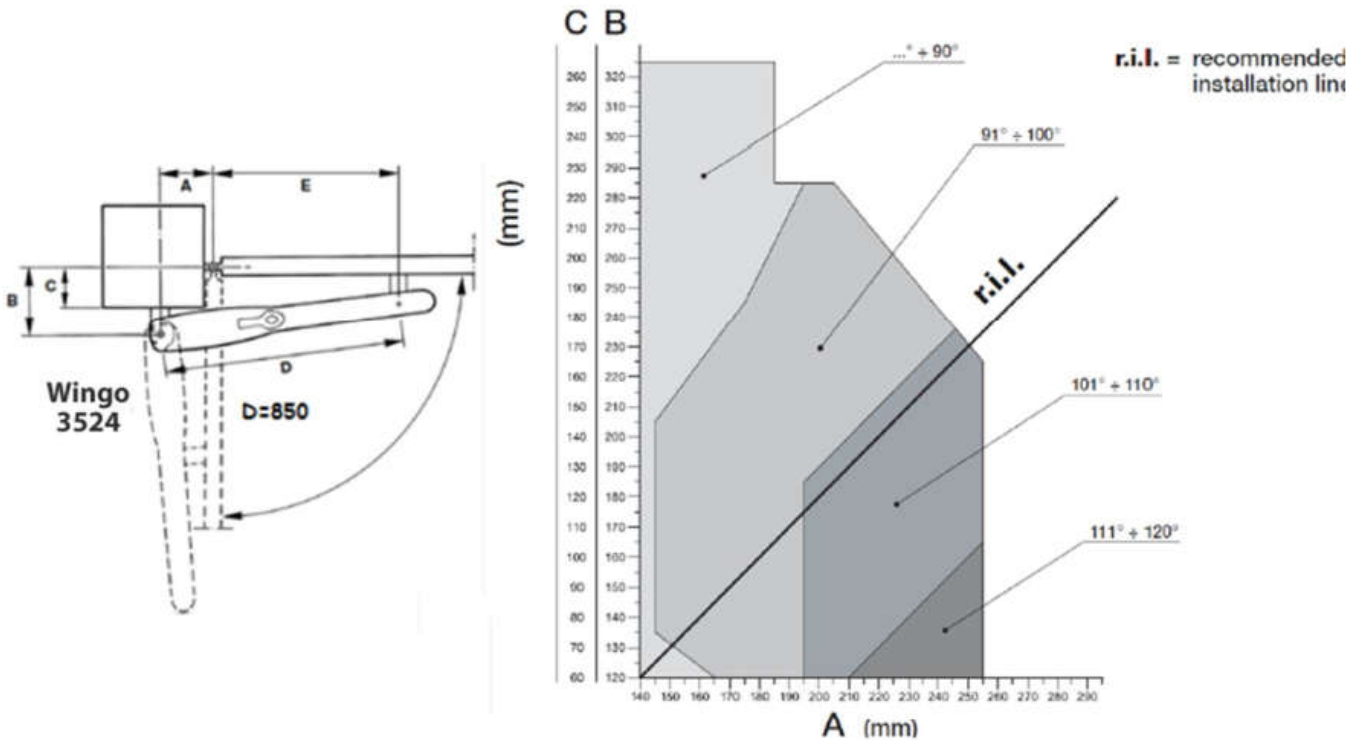 C B
...° ÷ 90°
r.i.l. = recommended
installation line
91° ÷ 100°
(mm)
A
E
C
B
D
Wingo
3524
D=850
r.i.l.
101° ÷ 110°
111° ÷ 120°
260 320
250 310
240 300
230 290
220 280
210 270
200 260
190 250
180 240
170 230
160 220
150 210
140 200
130 190
120 180
110 170
100 160
90 150
80 140
70 130
60 120
140 150 160 170 180 190 200 210 220 230 240 250 260 270 280 290
A (mm)